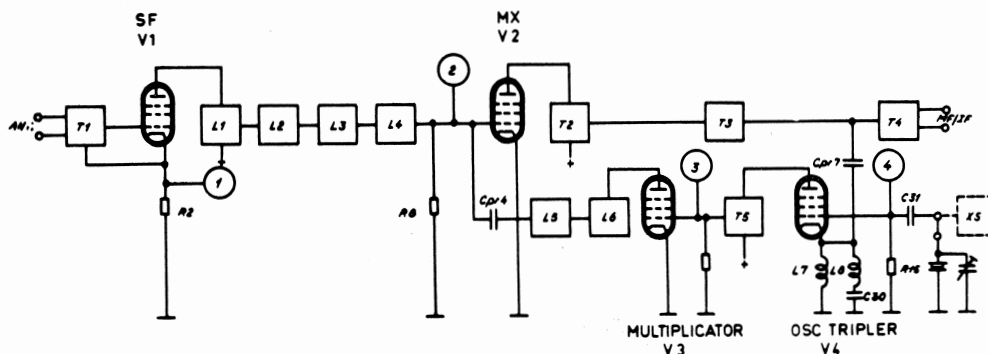 SF
V1
MX
V2
2
T1
L1
L2
L3
L4
T2
T3
T4
MF/IF
1
R2
R8
Cpr4
L5
L6
3
T5
Cpr7
4
C31
XS
L7
L8
C30
R16
MULTIPLICATOR
V3
OSC TRIPLER
V4